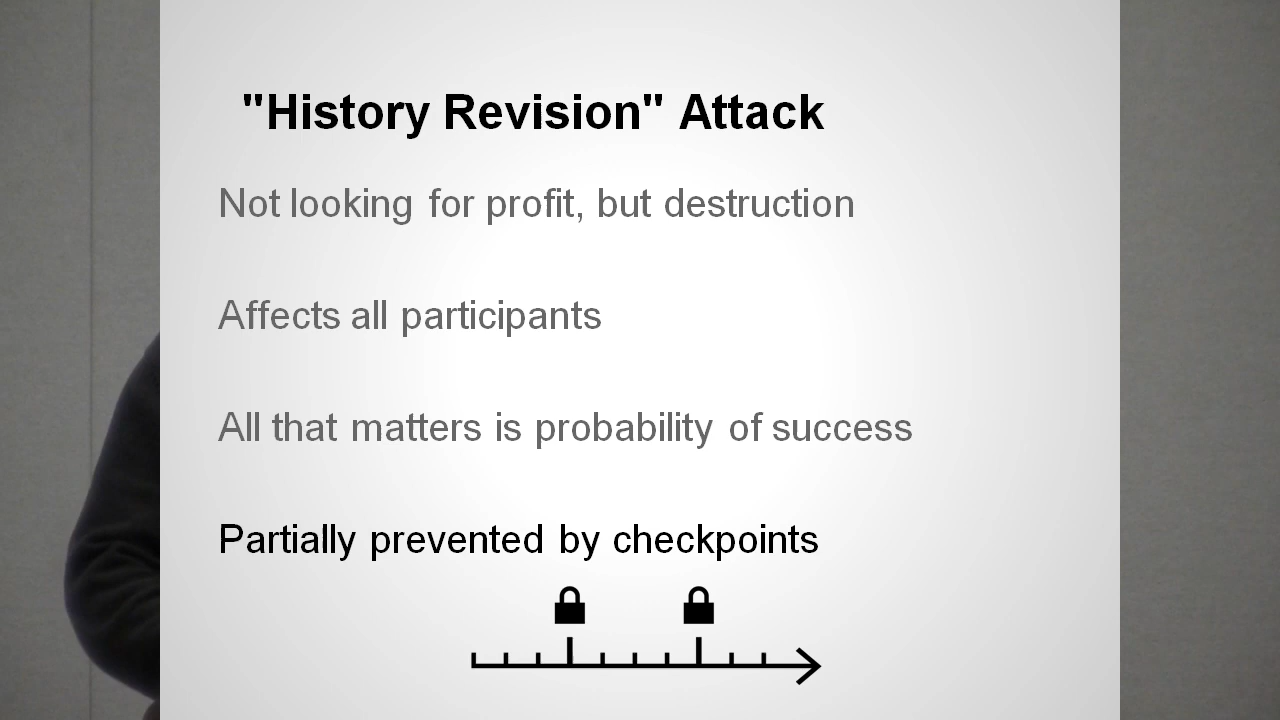 "History Revision" Attack
Not looking for profit, but destruction
Affects all participants
All that matters is probability of success
Partially prevented by checkpoints